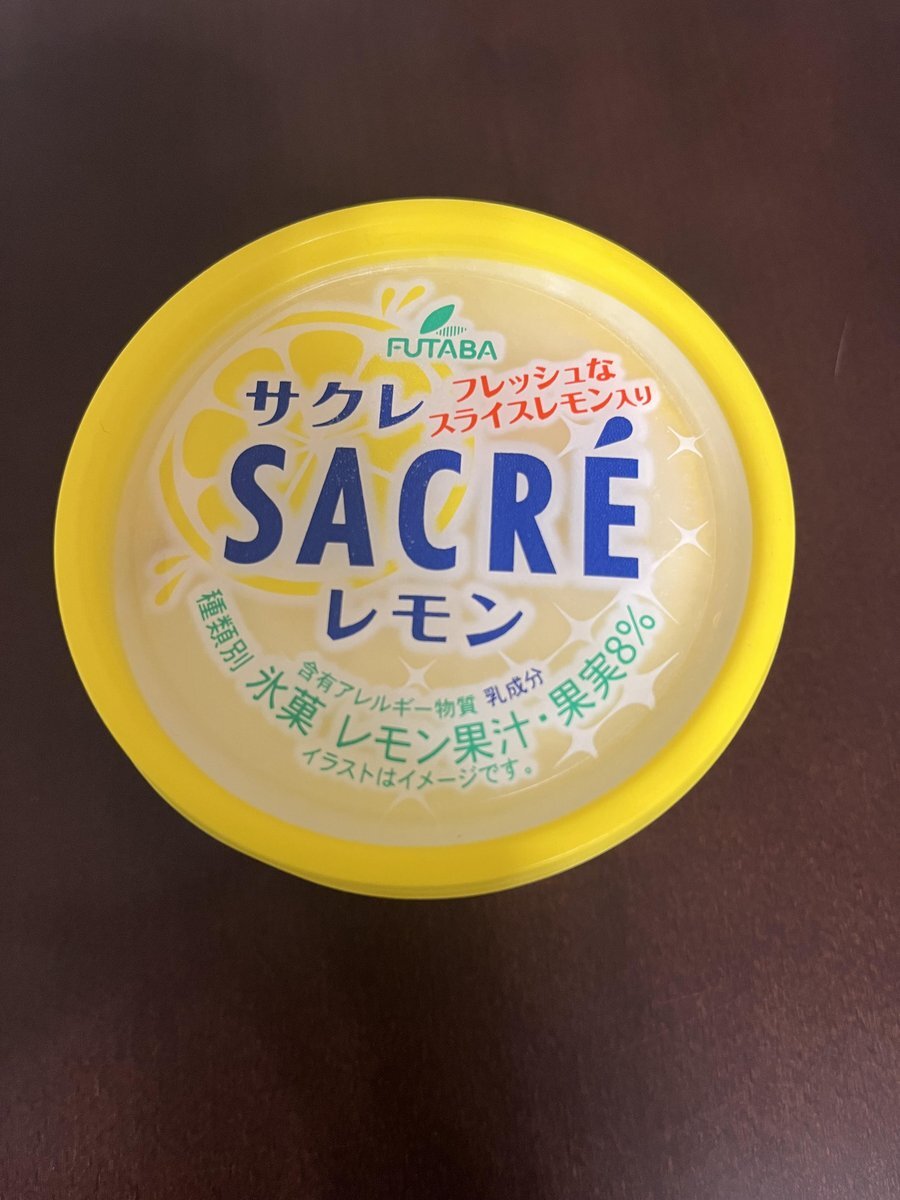 FUTABA
サクレ
フレッシュな
スライスレモン入り
SACRÉ
レモン
種類別 氷菓 レモン果汁・果実8%
含有アレルギー物質 乳成分
イラストはイメージです。